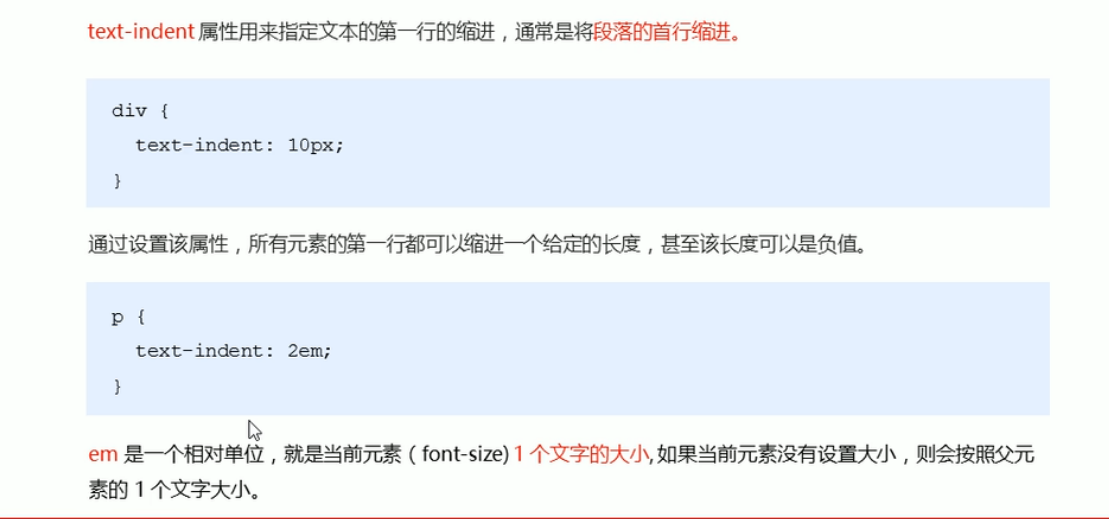 text-indent 属性用来指定文本的第一行的缩进，通常是将段落的首行缩进。
div {
  text-indent: 10px;
}
通过设置该属性，所有元素的第一行都可以缩进一个给定的长度，甚至该长度可以是负值。
p {
  text-indent: 2em;
}
em 是一个相对单位，就是当前元素（font-size) 1 个文字的大小, 如果当前元素没有设置大小，则会按照父元
素的 1 个文字大小。